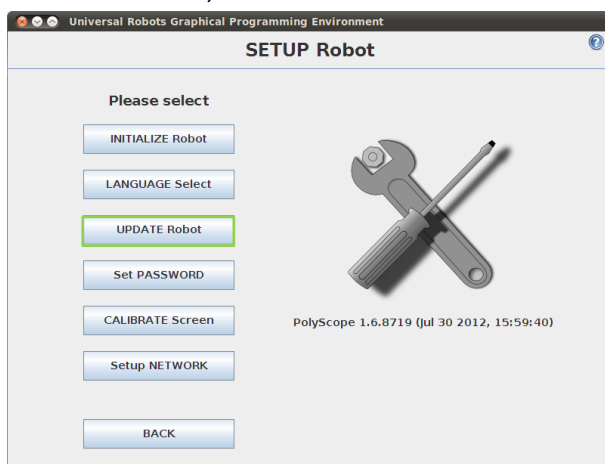 Universal Robots Graphical Programming Environment
SETUP Robot
?
Please select
INITIALIZE Robot
LANGUAGE Select
UPDATE Robot
Set PASSWORD
CALIBRATE Screen
PolyScope 1.6.8719 (Jul 30 2012, 15:59:40)
Setup NETWORK
BACK